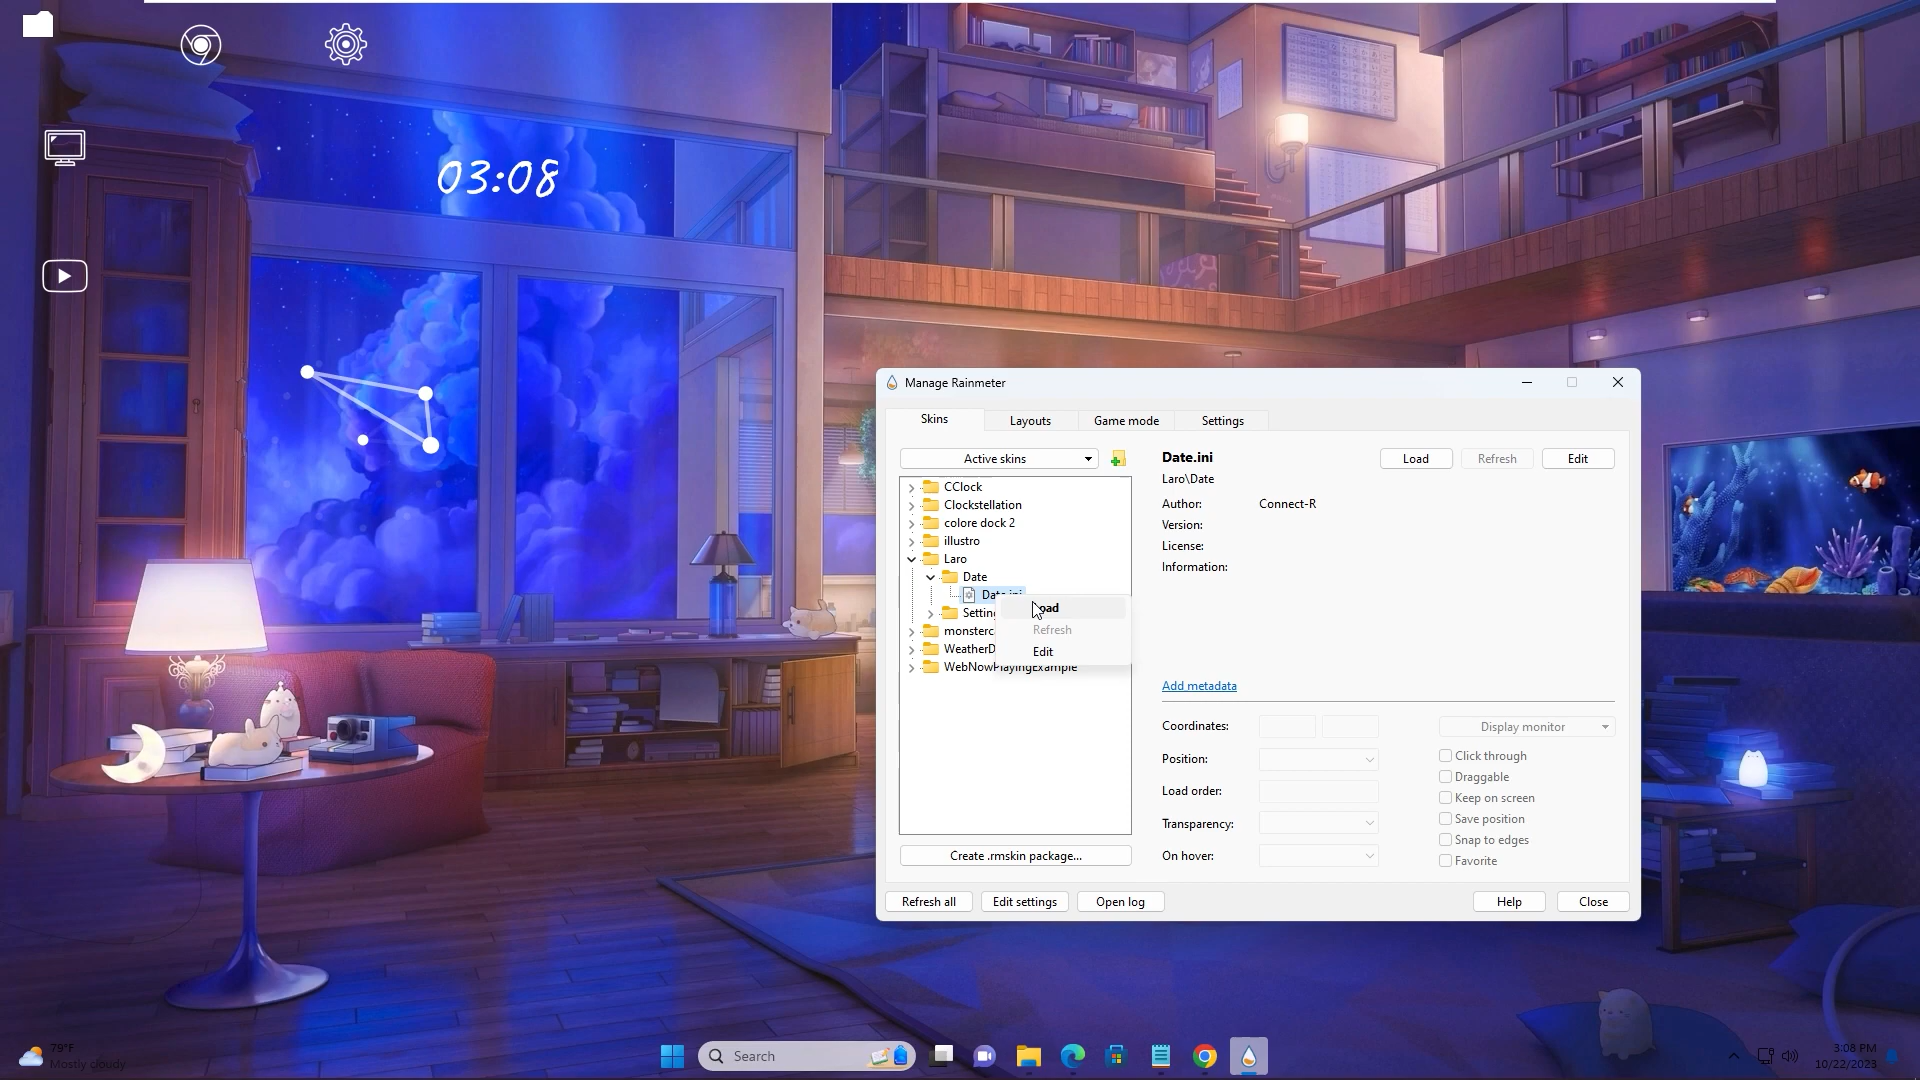 03:08
Manage Rainmeter
Skins
Layouts
Game mode
Settings
Active skins
CClock
Clockstellation
colore dock 2
illustro
Laro
Date
Date.ini
monsterc
WeatherD
WebNowPlayingExample
Refresh
Edit
Create .rmskin package...
Date.ini
Load
Refresh
Edit
Laro\Date
Author: Connect-R
Version:
License:
Information:
Add metadata
Coordinates:
Display monitor
Position:
Click through
Draggable
Load order:
Keep on screen
Transparency:
Save position
Snap to edges
On hover:
Favorite
Refresh all
Edit settings
Open log
Help
Close
79°F
Mostly cloudy
Search
3:08 PM
10/22/2023